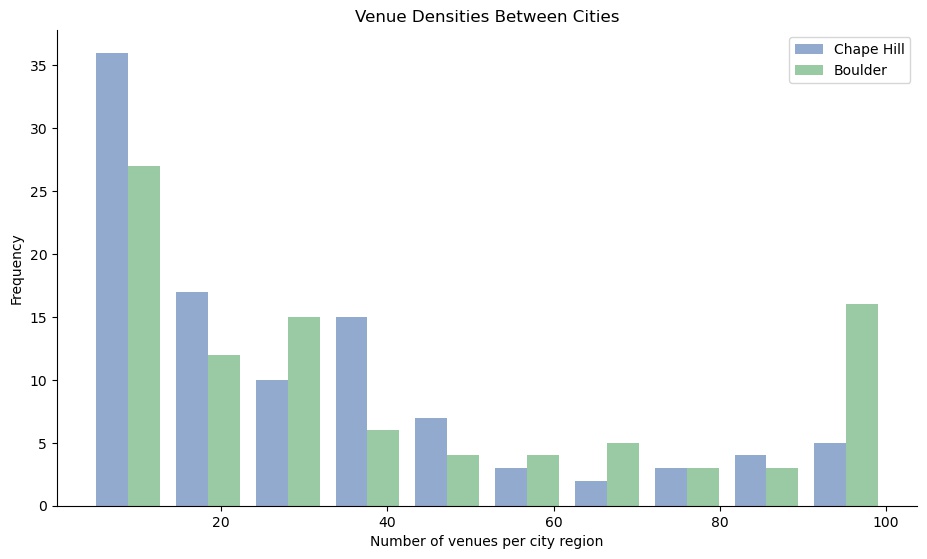 Venue Densities Between Cities
Chape Hill
Boulder
Frequency
35
30
25
20
15
10
5
0
20 40 60 80 100
Number of venues per city region